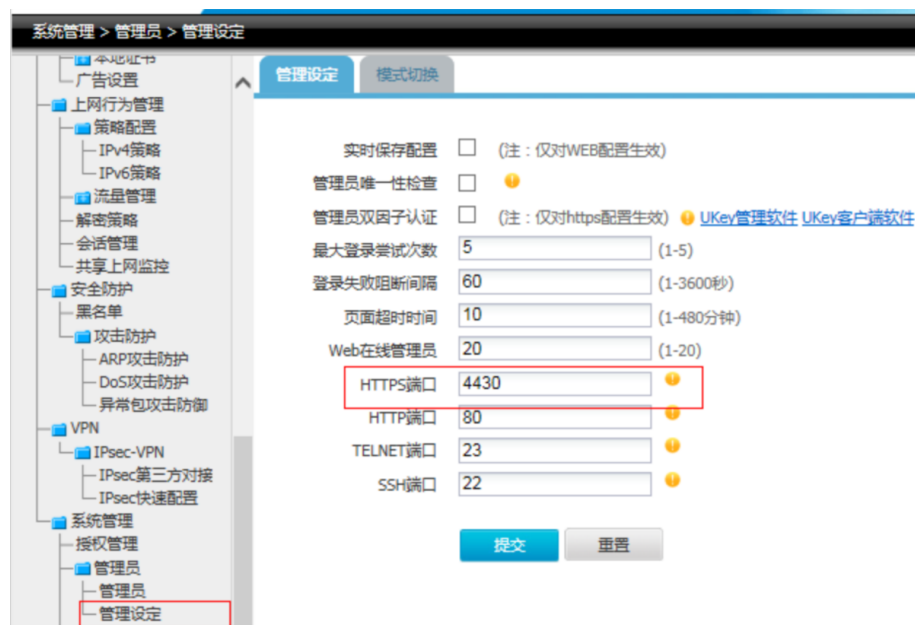 系统管理 > 管理员 > 管理设定
本地证书
广告设置
上网行为管理
策略配置
IPv4策略
IPv6策略
流量管理
解密策略
会话管理
共享上网监控
安全防护
黑名单
攻击防护
ARP攻击防护
DoS攻击防护
异常包攻击防御
VPN
IPsec-VPN
IPsec第三方对接
IPsec快速配置
系统管理
授权管理
管理员
管理员
管理设定
管理设定 模式切换
实时保存配置 (注：仅对WEB配置生效)
管理员唯一性检查
管理员双因子认证 (注：仅对https配置生效) UKey管理软件 UKey客户端软件
最大登录尝试次数 5 (1-5)
登录失败阻断间隔 60 (1-3600秒)
页面超时时间 10 (1-480分钟)
Web在线管理员 20 (1-20)
HTTPS端口 4430
HTTP端口 80
TELNET端口 23
SSH端口 22
提交 重置